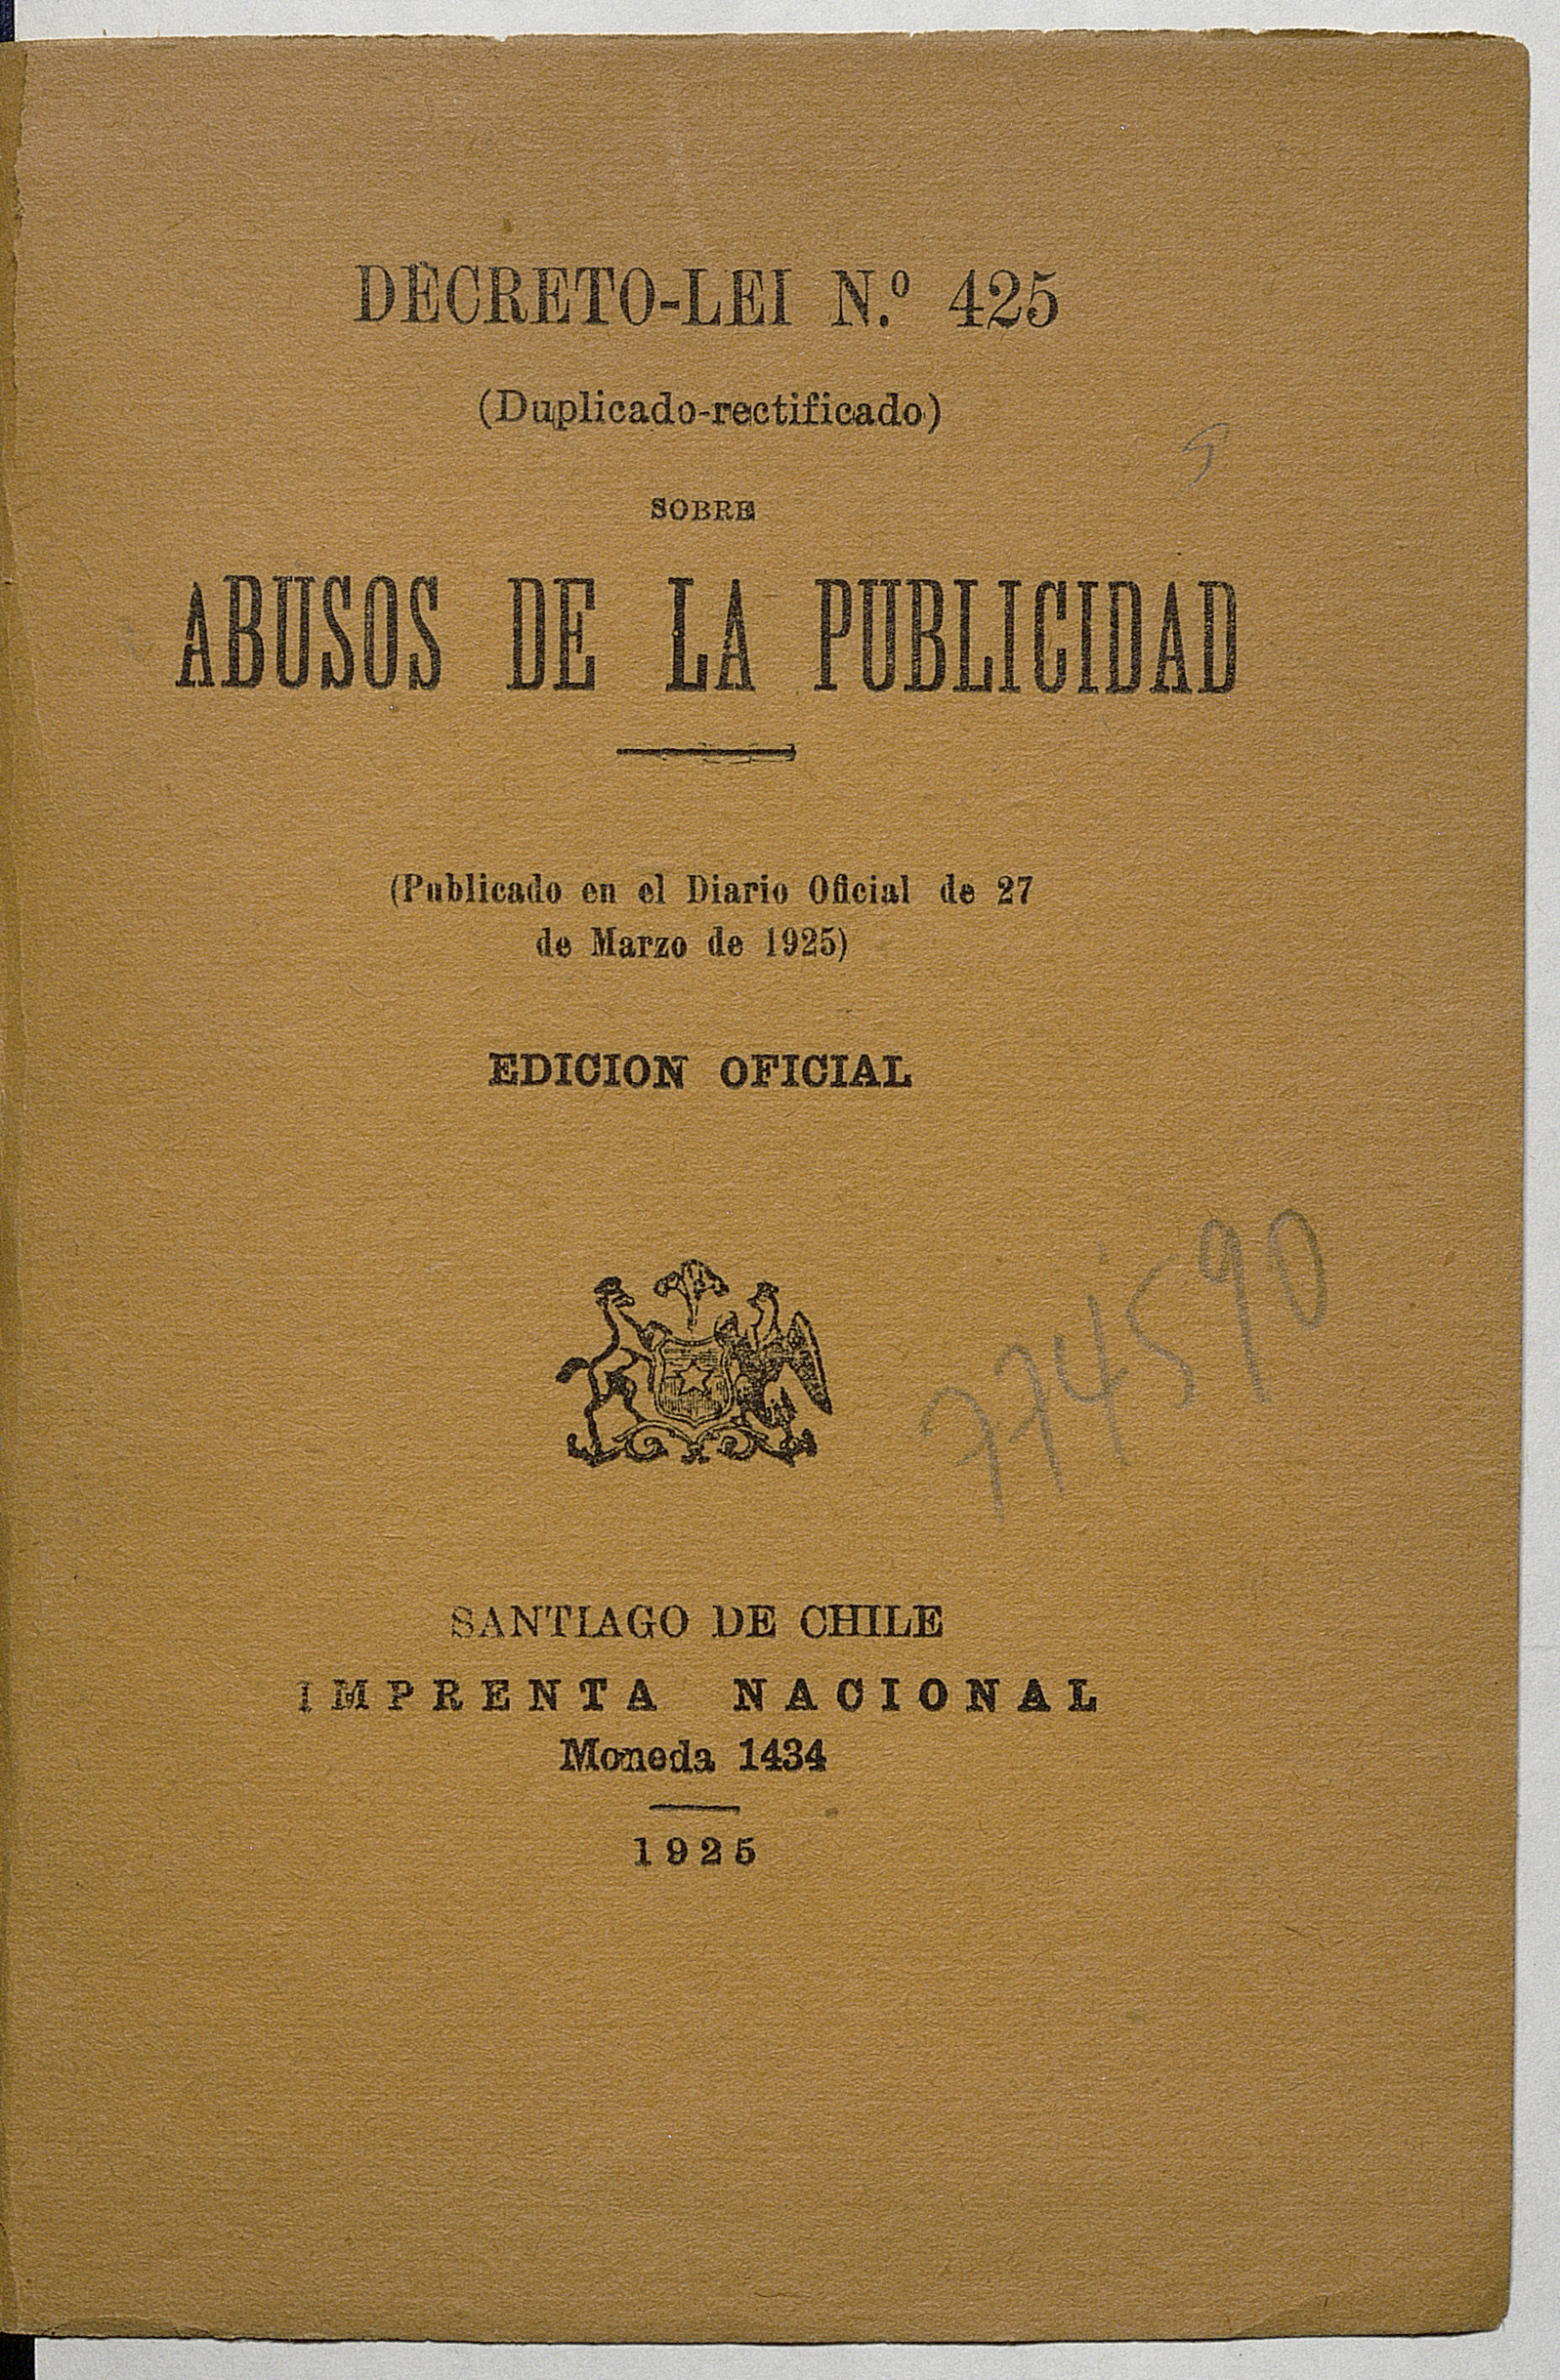 DECRETO-LEI N.º 425
(Duplicado-rectificado)
SOBRE
ABUSOS DE LA PUBLICIDAD
(Publicado en el Diario Oficial de 27
de Marzo de 1925)
EDICION OFICIAL
774590
SANTIAGO DE CHILE
IMPRENTA NACIONAL
Moneda 1434
1925